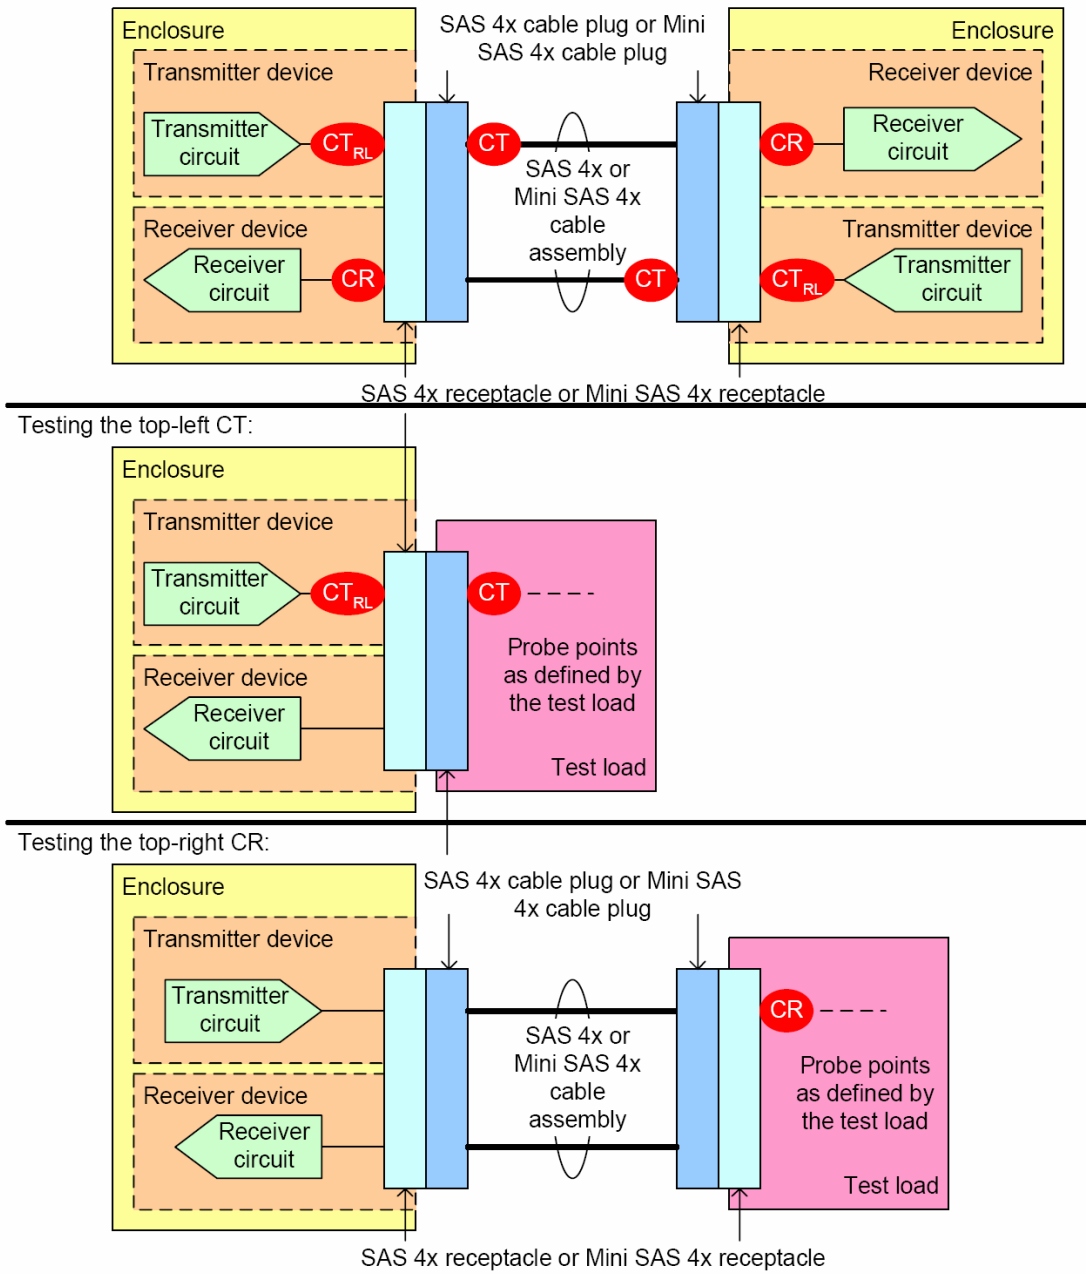 Enclosure
SAS 4x cable plug or Mini
SAS 4x cable plug
Enclosure
Transmitter device
Receiver device
Transmitter
circuit
CTRL
CT
CR
Receiver
circuit
SAS 4x or
Mini SAS 4x
cable
assembly
Receiver device
Transmitter device
Receiver
circuit
CR
CT
CTRL
Transmitter
circuit
SAS 4x receptacle or Mini SAS 4x receptacle
Testing the top-left CT:
Enclosure
Transmitter device
Transmitter
circuit
CTRL
CT
Probe points
as defined by
the test load
Receiver device
Receiver
circuit
Test load
Testing the top-right CR:
Enclosure
SAS 4x cable plug or Mini SAS
4x cable plug
Transmitter device
Transmitter
circuit
CR
SAS 4x or
Mini SAS 4x
cable
assembly
Probe points
as defined by
the test load
Receiver device
Receiver
circuit
Test load
SAS 4x receptacle or Mini SAS 4x receptacle